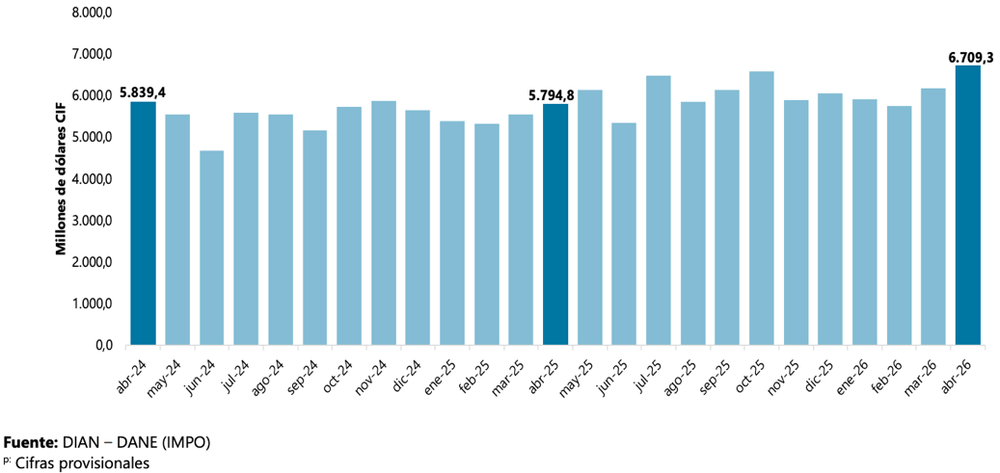 8.000,0
7.000,0
6.000,0
5.000,0
4.000,0
3.000,0
2.000,0
1.000,0
0,0
Millones de dólares CIF
5.839,4
5.794,8
6.709,3
abr-24
may-24
jun-24
jul-24
ago-24
sep-24
oct-24
nov-24
dic-24
ene-25
feb-25
mar-25
abr-25
may-25
jun-25
jul-25
ago-25
sep-25
oct-25
nov-25
dic-25
ene-26
feb-26
mar-26
abr-26
Fuente: DIAN – DANE (IMPO)
p: Cifras provisionales